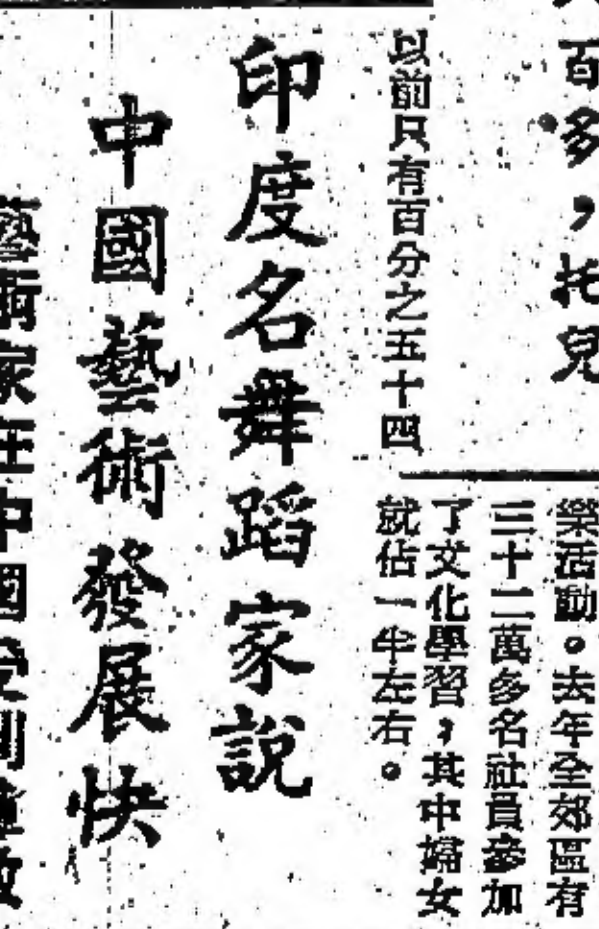 百多，托兒
以前只有百分之五十四
樂活動。去年全郊區有
三十二萬多名社員參加
了文化學習，其中婦女
就佔一半左右。
印度名舞蹈家說
中國藝術發展快
藝術家在中國受到尊敬